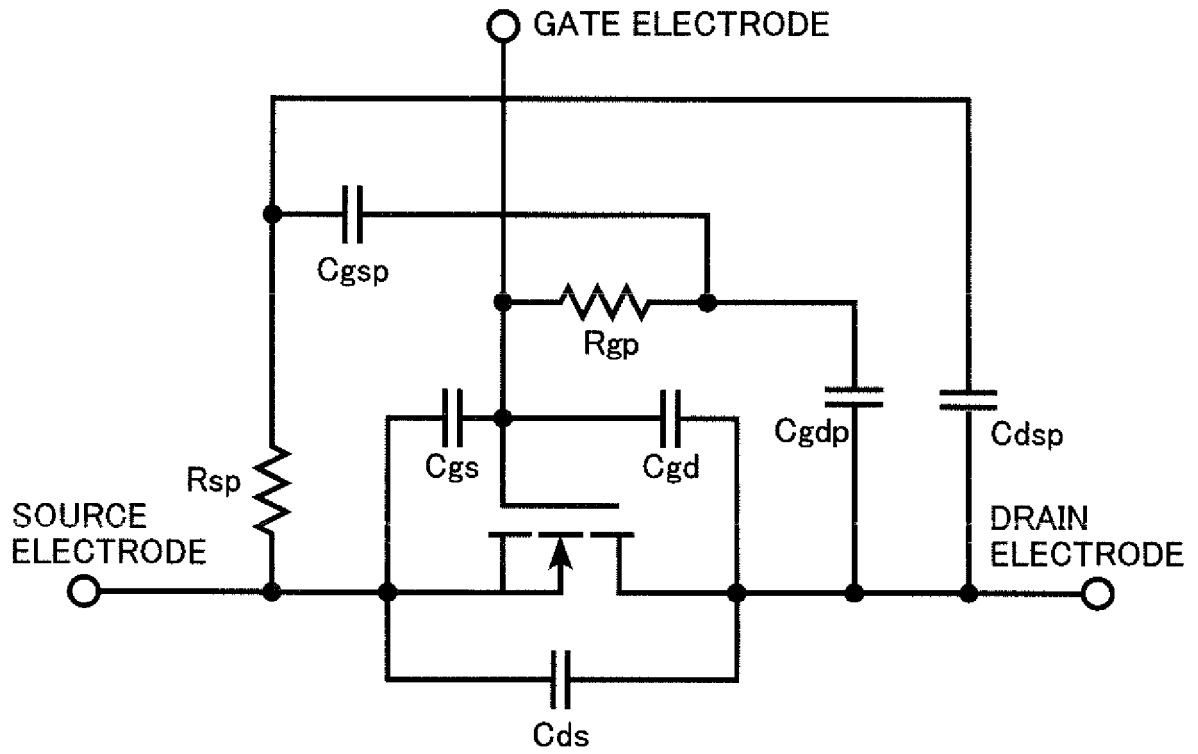 GATE ELECTRODE
Cgsp
Rgp
Cgdp
Cdsp
Cgs
Cgd
Rsp
SOURCE
ELECTRODE
DRAIN
ELECTRODE
Cds